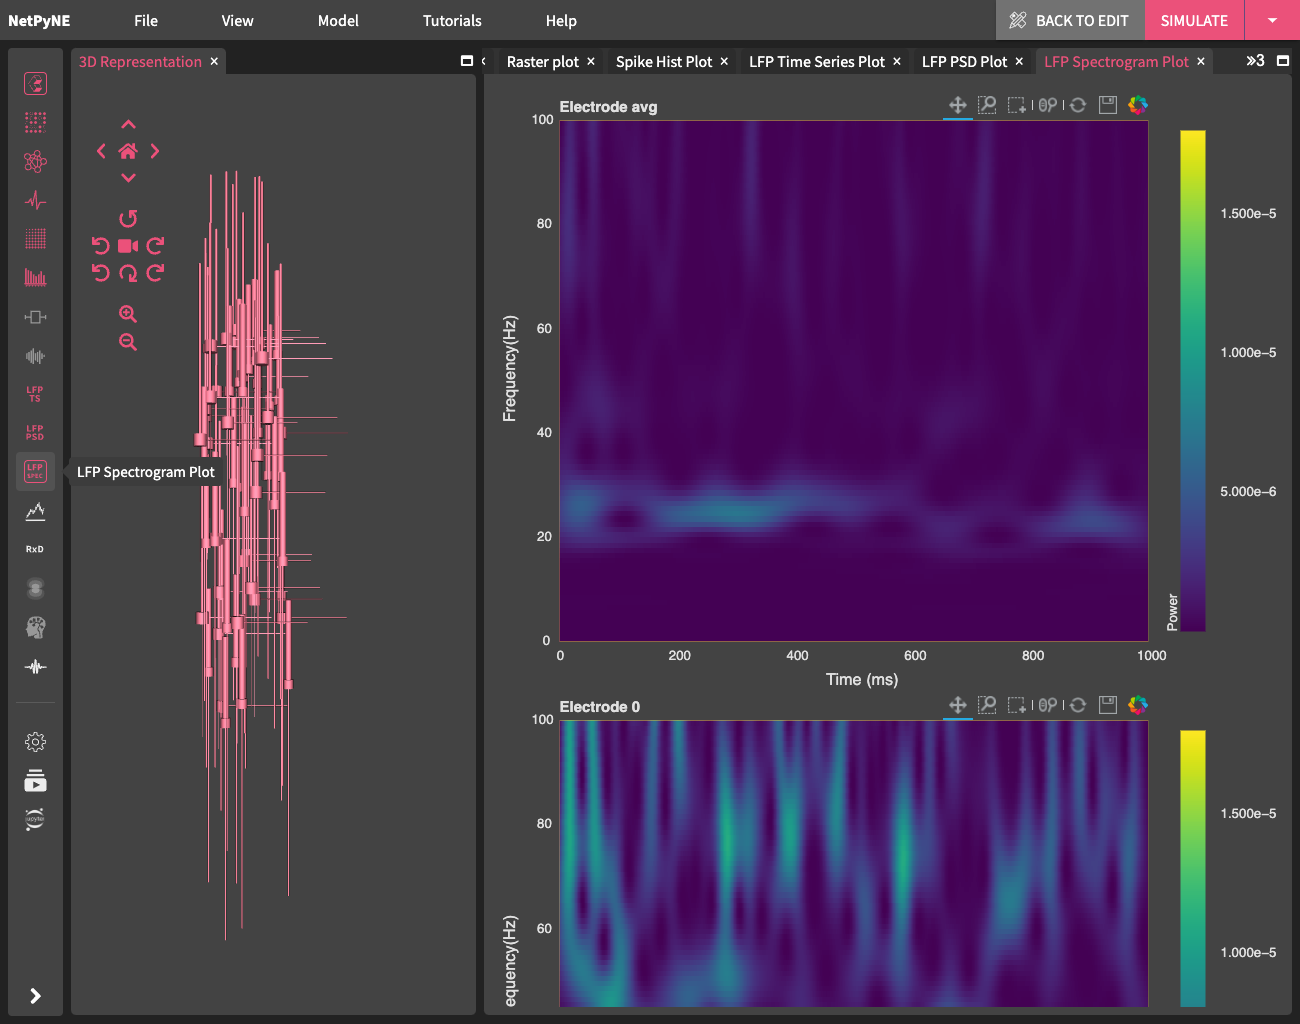 NetPyNE File View Model Tutorials Help BACK TO EDIT SIMULATE
3D Representation × Raster plot × Spike Hist Plot × LFP Time Series Plot × LFP PSD Plot × LFP Spectrogram Plot × »3
Electrode avg
100
80
60
40
20
0
Frequency(Hz)
0 200 400 600 800 1000
Time (ms)
1.500e−5
1.000e−5
5.000e−6
Power
LFP
TS
LFP
PSD
LFP
SPEC
LFP Spectrogram Plot
RxD
jupyter
Electrode 0
100
80
60
equency(Hz)
1.500e−5
1.000e−5